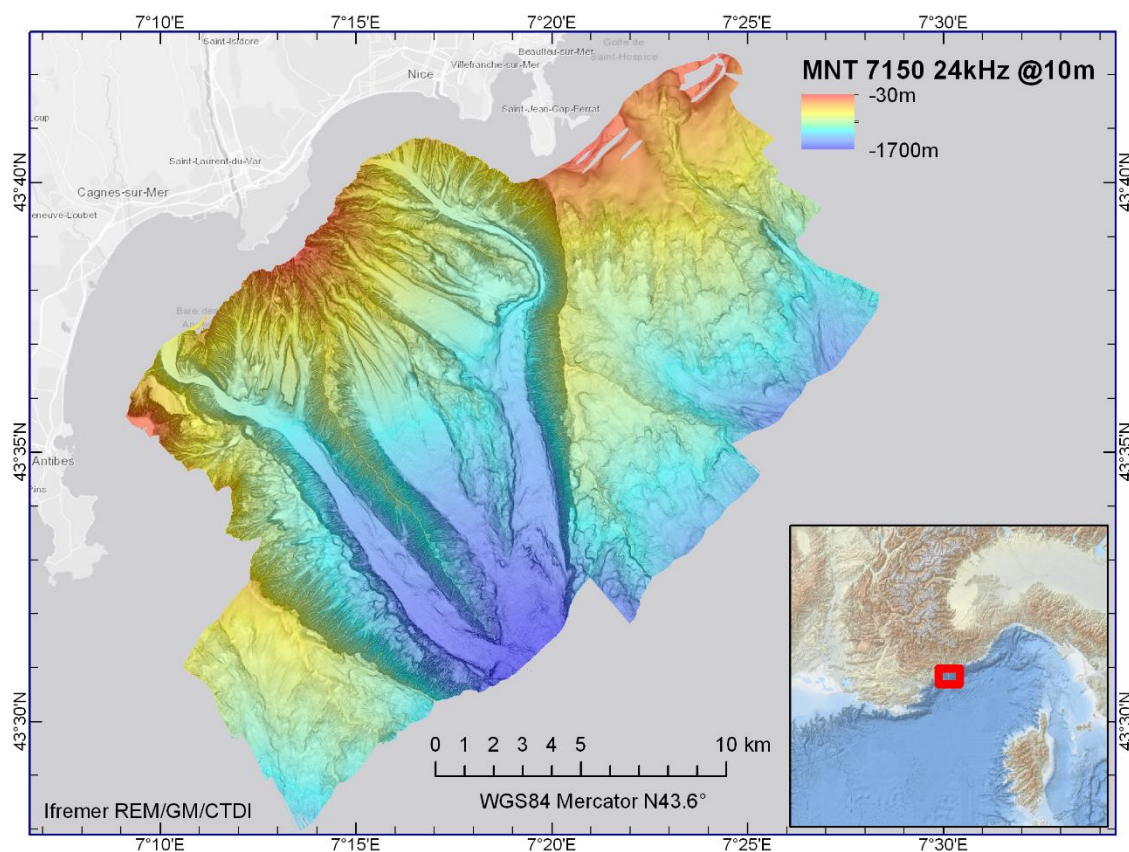 7°10'E 7°15'E 7°20'E 7°25'E 7°30'E
Saint-Isidore
Beaulieu-sur-Mer
Golfe de
Saint-Hospice
Nice
Villefranche-sur-Mer
MNT 7150 24kHz @10m
-30m
-1700m
Loup
Saint-Jean-Cap-Ferrat
Saint-Laurent-du-Var
43°40'N 43°40'N
Cagnes-sur-Mer
eneuve-Loubet
Baie des
An
43°35'N 43°35'N
Antibes
Pins
43°30'N 43°30'N
0 1 2 3 4 5 10 km
WGS84 Mercator N43.6°
Ifremer REM/GM/CTDI
7°10'E 7°15'E 7°20'E 7°25'E 7°30'E